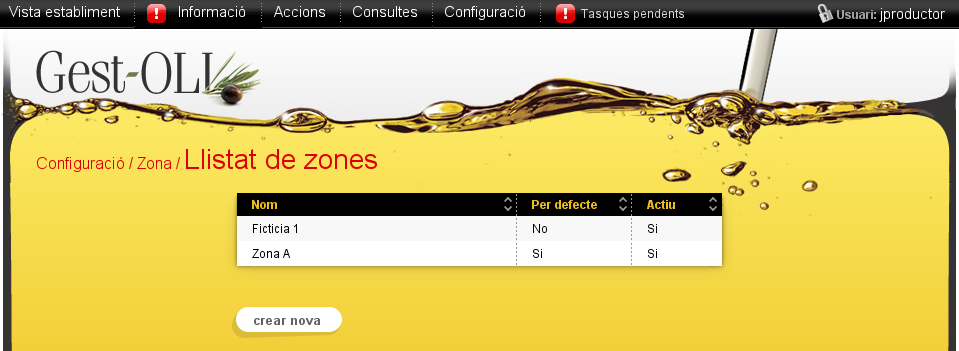 Vista establiment ! Informació Accions Consultes Configuració ! Tasques pendents Usuari: jproductor
Gest-OLI
Configuració / Zona / Llistat de zones
Nom Per defecte Actiu
Ficticia 1 No Si
Zona A Si Si
crear nova